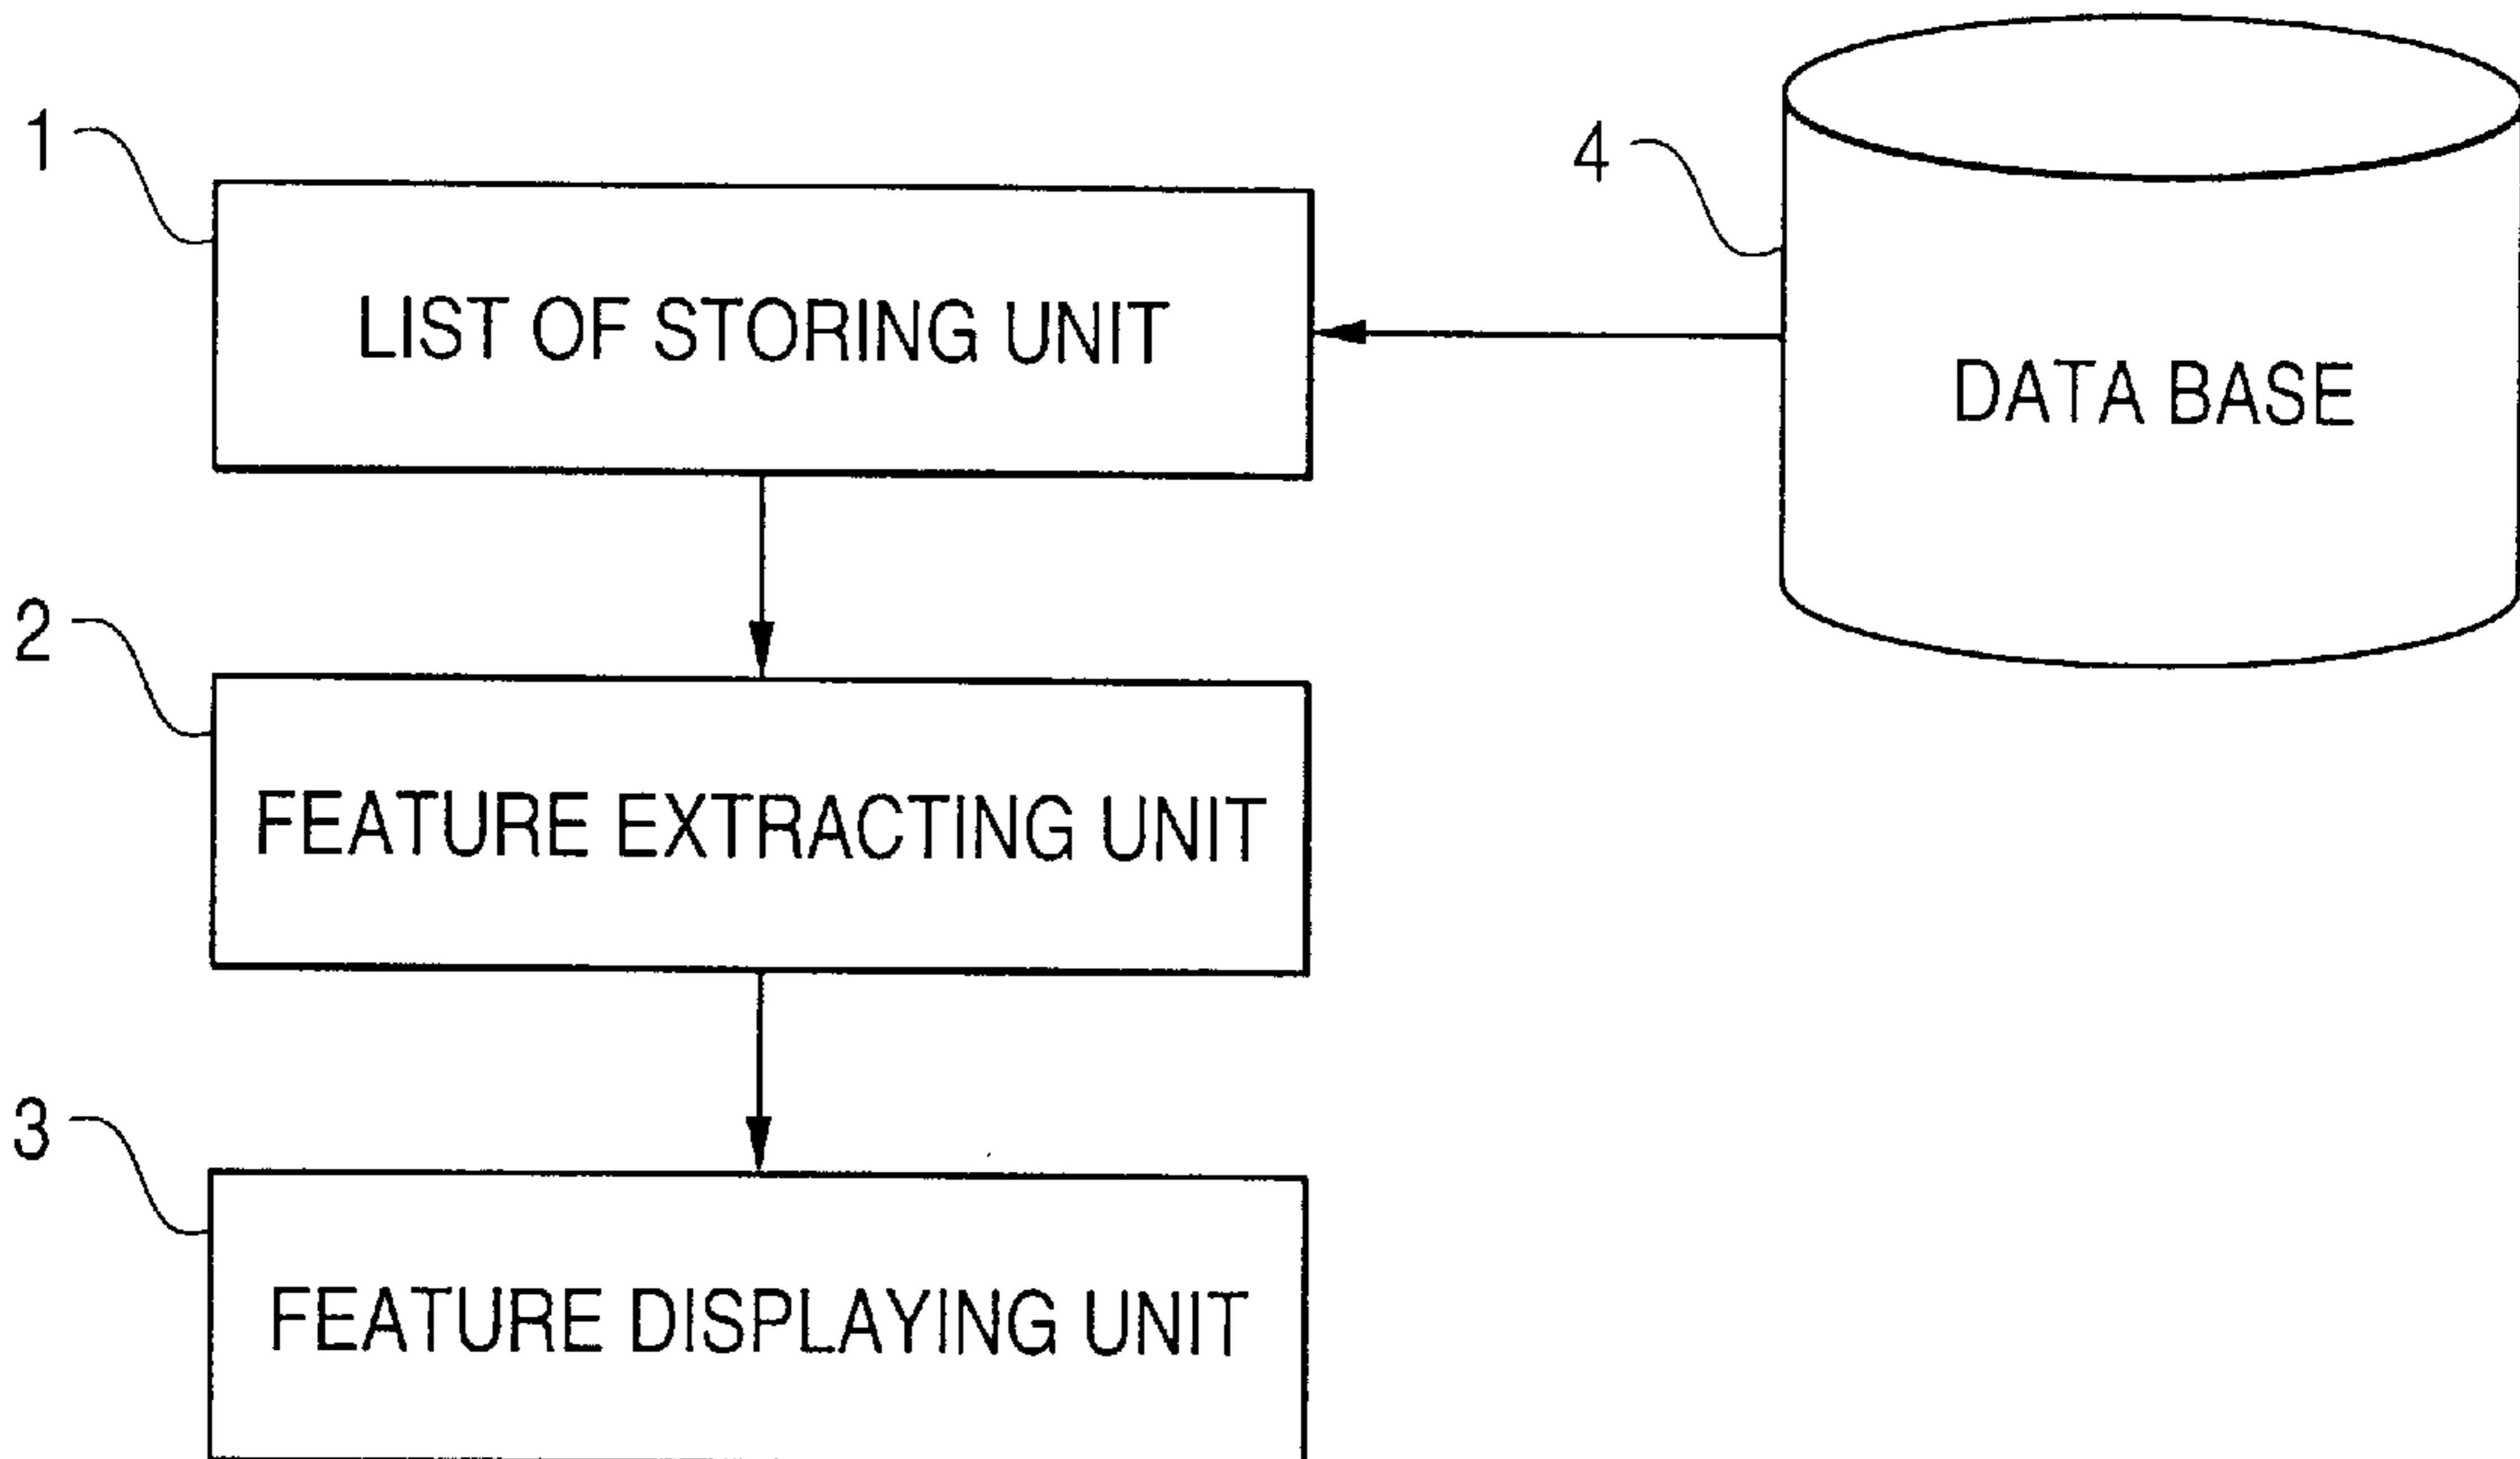 1
LIST OF STORING UNIT
4
DATA BASE
2
FEATURE EXTRACTING UNIT
3
FEATURE DISPLAYING UNIT